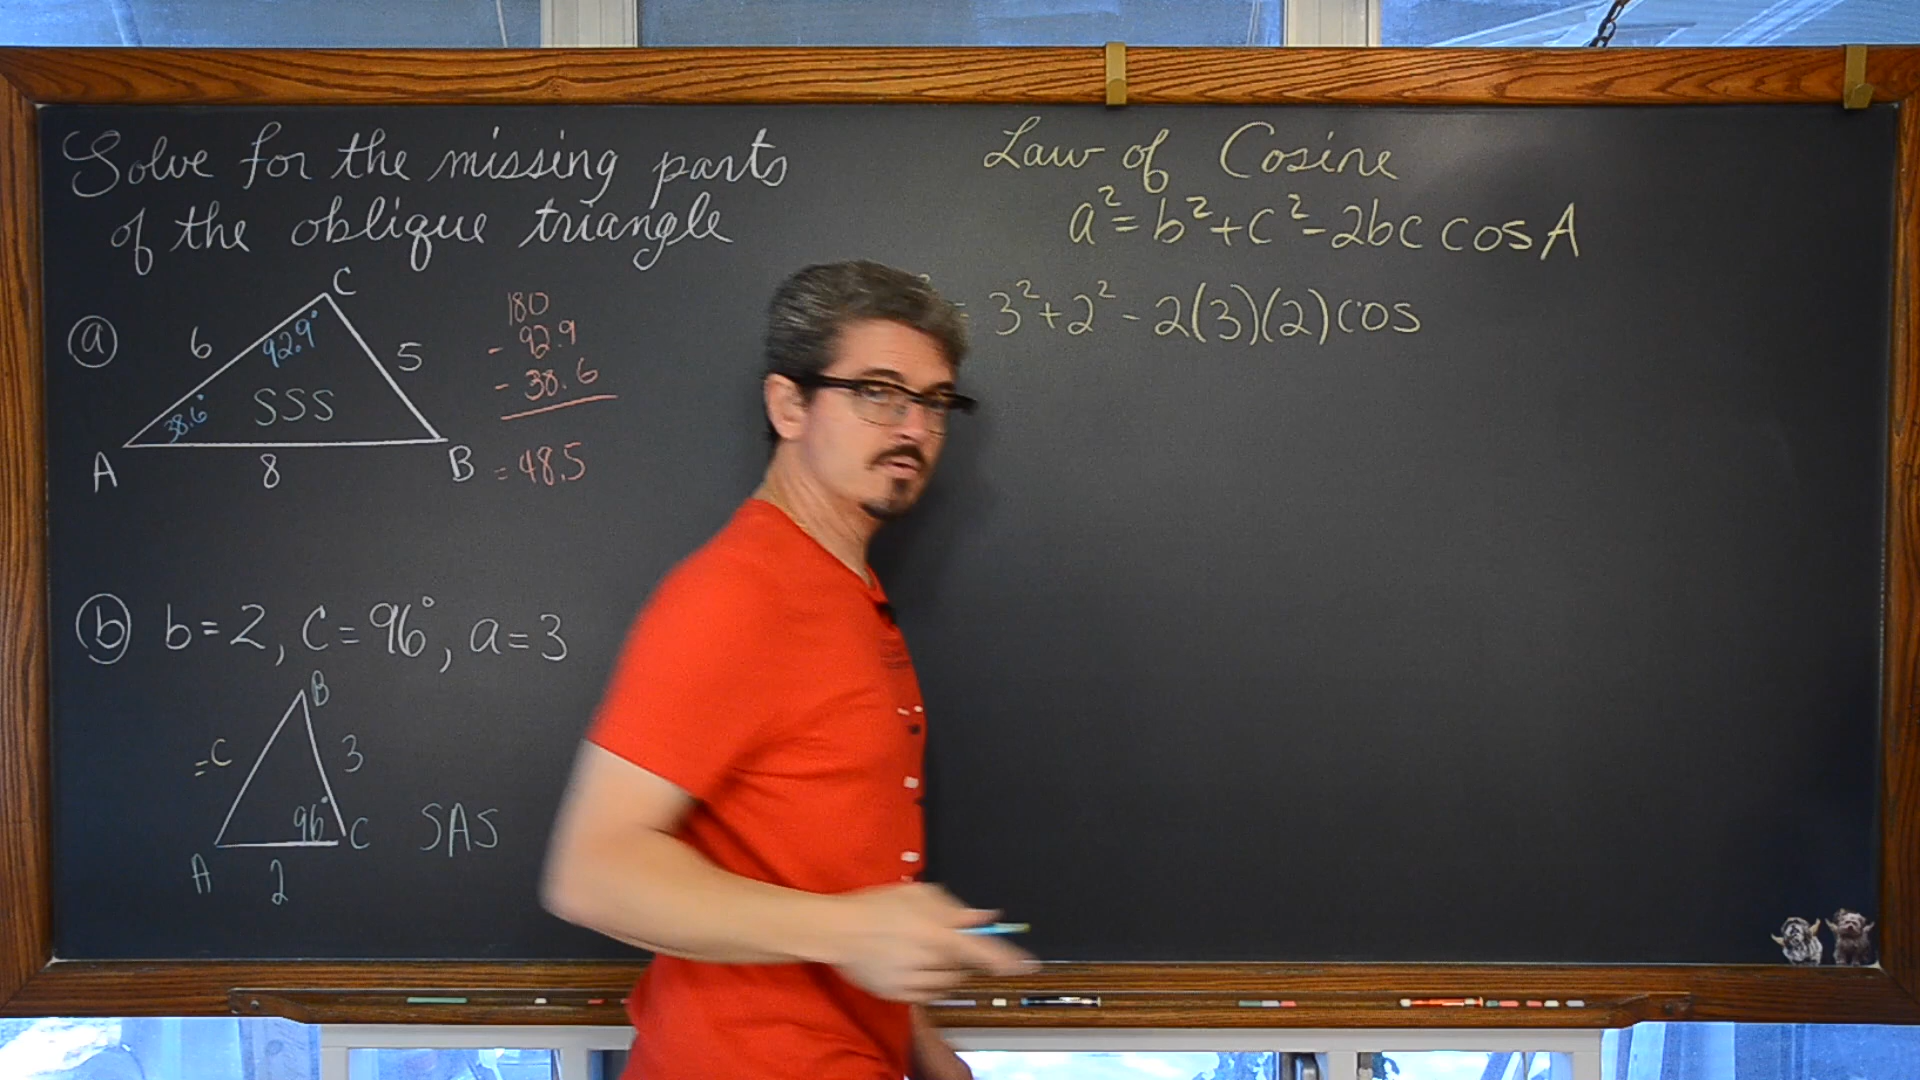 Solve for the missing parts
of the oblique triangle
a
C
6
92.9°
5
38.6°
SSS
A
8
B
180
- 92.9
- 38.6
= 48.5
b b=2, C=96°, a=3
B
=C
3
96°
C
A
2
SAS
Law of Cosine
a²=b²+c²-2bc cosA
= 3²+2²-2(3)(2)cos